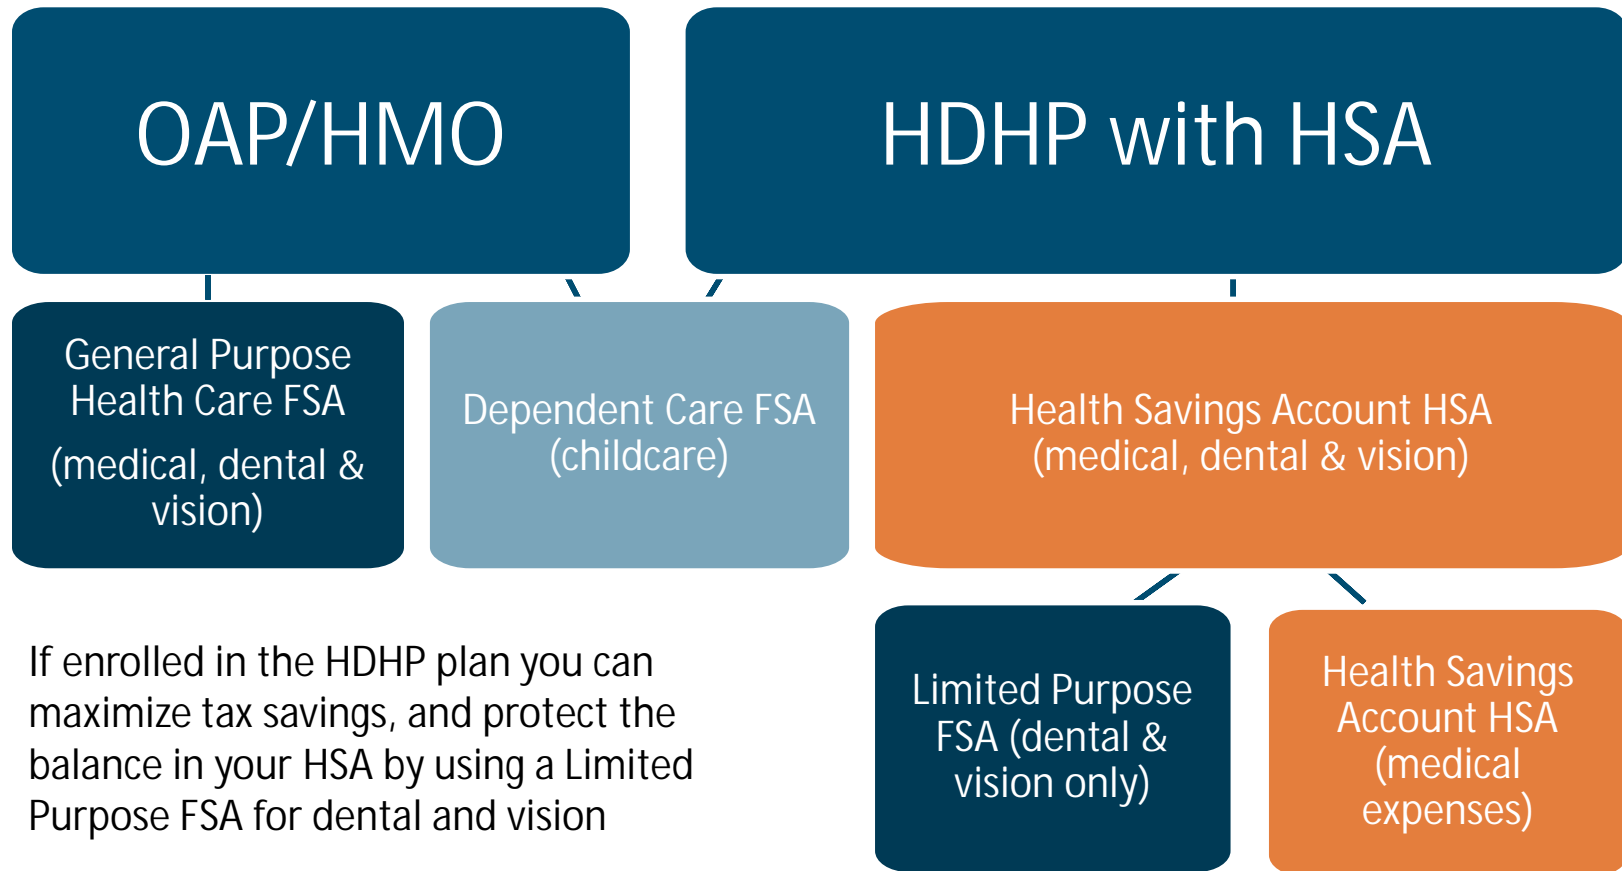 OAP/HMO
HDHP with HSA
General Purpose
Health Care FSA
(medical, dental &
vision)
Dependent Care FSA
(childcare)
Health Savings Account HSA
(medical, dental & vision)
If enrolled in the HDHP plan you can
maximize tax savings, and protect the
balance in your HSA by using a Limited
Purpose FSA for dental and vision
Limited Purpose
FSA (dental &
vision only)
Health Savings
Account HSA
(medical
expenses)